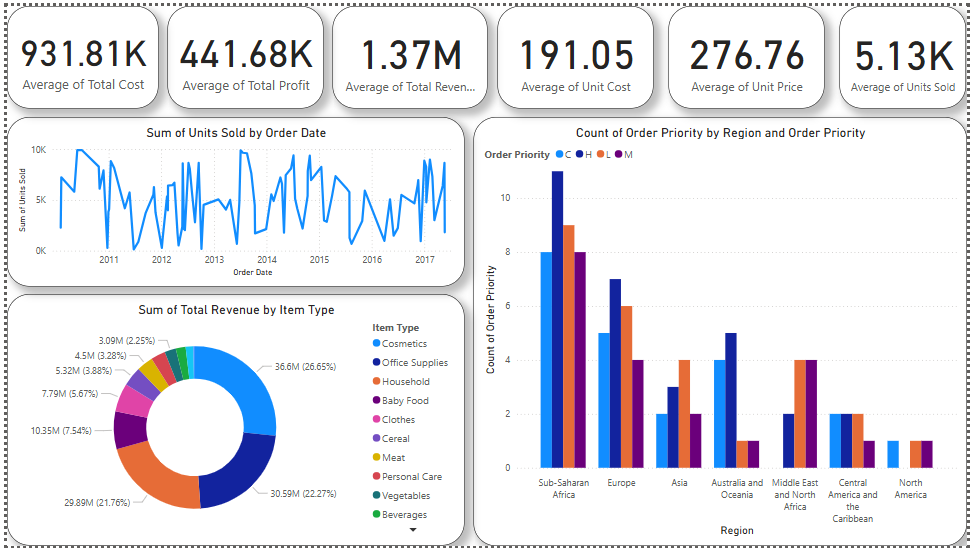 931.81K
Average of Total Cost
441.68K
Average of Total Profit
1.37M
Average of Total Reven...
191.05
Average of Unit Cost
276.76
Average of Unit Price
5.13K
Average of Units Sold
Sum of Units Sold by Order Date
Sum of Units Sold
10K
5K
0K
2011 2012 2013 2014 2015 2016 2017
Order Date
Sum of Total Revenue by Item Type
3.09M (2.25%)
4.5M (3.28%)
5.32M (3.88%)
7.79M (5.67%)
10.35M (7.54%)
29.89M (21.76%)
36.6M (26.65%)
30.59M (22.27%)
Item Type
Cosmetics
Office Supplies
Household
Baby Food
Clothes
Cereal
Meat
Personal Care
Vegetables
Beverages
Count of Order Priority by Region and Order Priority
Order Priority C H L M
Count of Order Priority
10
8
6
4
2
0
Sub-Saharan
Africa
Europe
Asia
Australia and
Oceania
Middle East
and North
Africa
Central
America and
the
Caribbean
North
America
Region